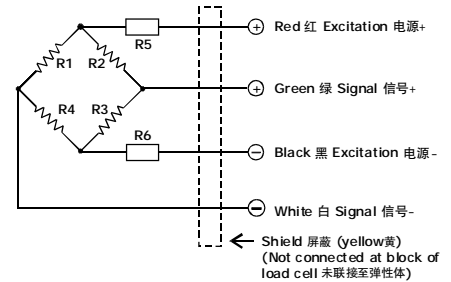 Red 红 Excitation 电源+
R5
R1
R2
Green 绿 Signal 信号+
R4
R3
R6
Black 黑 Excitation 电源-
White 白 Signal 信号-
Shield 屏蔽 (yellow黄)
(Not connected at block of
load cell 未联接至弹性体)